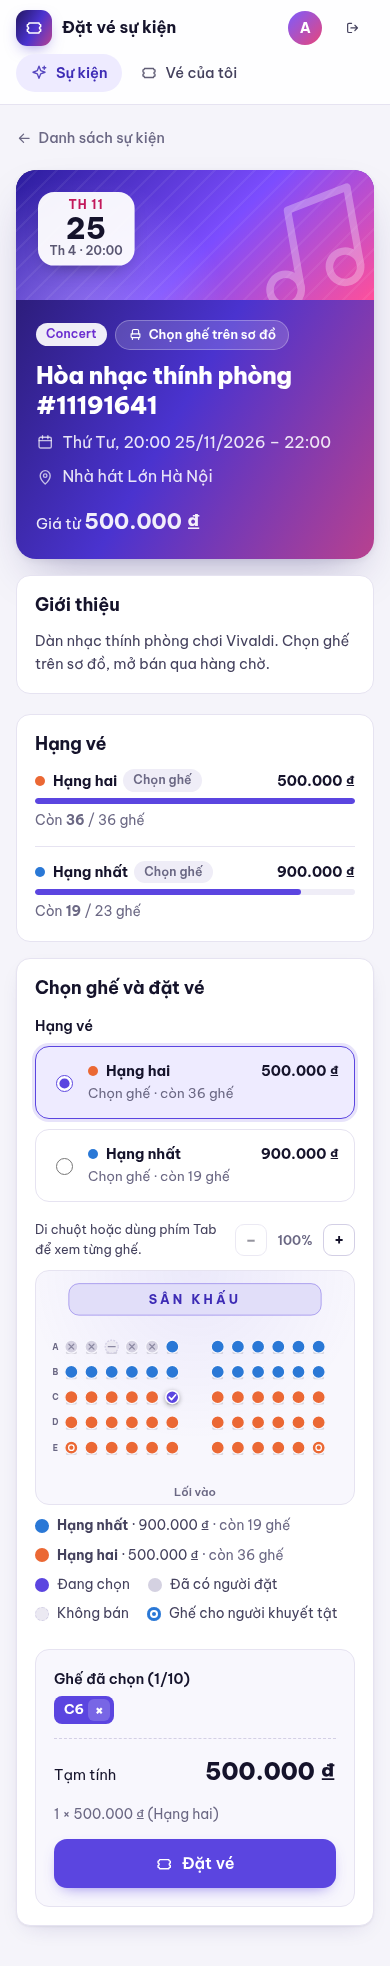 Đặt vé sự kiện
A
Sự kiện
Vé của tôi
← Danh sách sự kiện
TH 11
25
Th 4 · 20:00
Concert
Chọn ghế trên sơ đồ
Hòa nhạc thính phòng
#11191641
Thứ Tư, 20:00 25/11/2026 – 22:00
Nhà hát Lớn Hà Nội
Giá từ 500.000 ₫
Giới thiệu
Dàn nhạc thính phòng chơi Vivaldi. Chọn ghế
trên sơ đồ, mở bán qua hàng chờ.
Hạng vé
Hạng hai Chọn ghế 500.000 ₫
Còn 36 / 36 ghế
Hạng nhất Chọn ghế 900.000 ₫
Còn 19 / 23 ghế
Chọn ghế và đặt vé
Hạng vé
Hạng hai 500.000 ₫
Chọn ghế · còn 36 ghế
Hạng nhất 900.000 ₫
Chọn ghế · còn 19 ghế
Di chuột hoặc dùng phím Tab
để xem từng ghế.
− 100% +
SÂN KHẤU
A
B
C
D
E
Lối vào
Hạng nhất · 900.000 ₫ · còn 19 ghế
Hạng hai · 500.000 ₫ · còn 36 ghế
Đang chọn
Đã có người đặt
Không bán
Ghế cho người khuyết tật
Ghế đã chọn (1/10)
C6 ×
Tạm tính 500.000 ₫
1 × 500.000 ₫ (Hạng hai)
Đặt vé